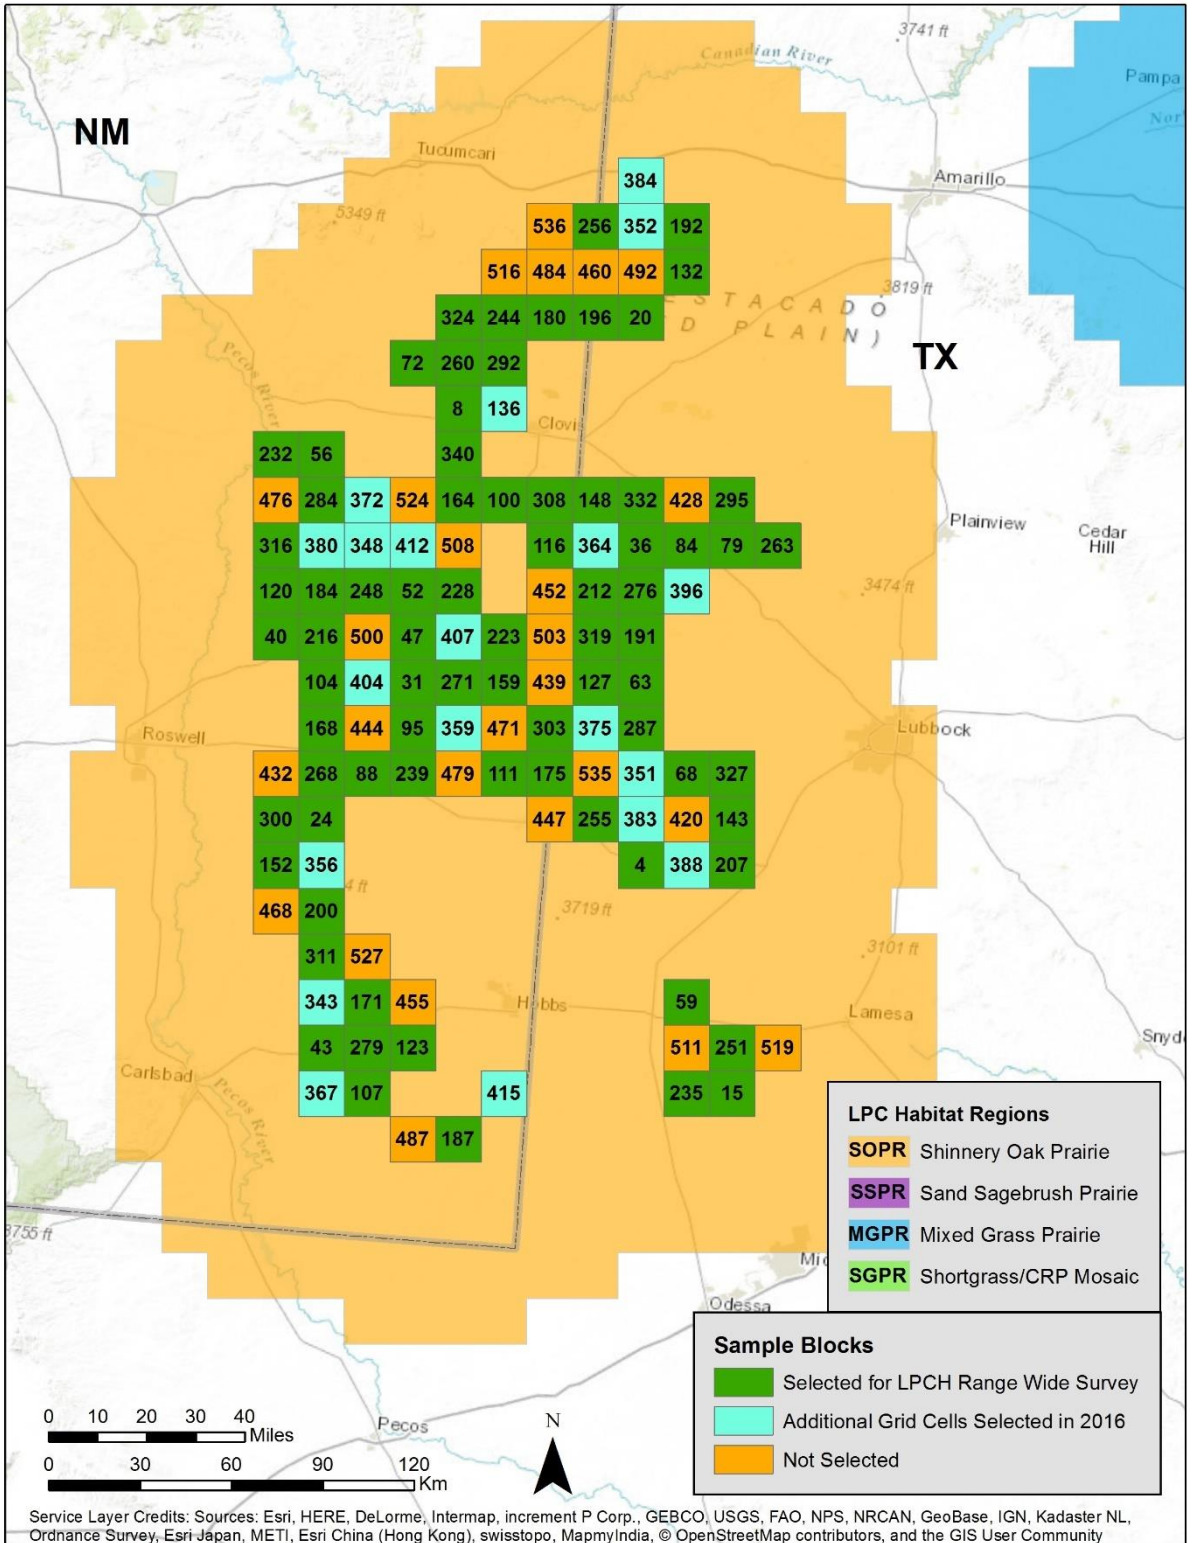 3741 ft
Canadian River
Pampa
Nor
NM
Tucumcari
384
Amarillo
5349 ft
536 256 352 192
516 484 460 492 132
3819 ft
ESTACADO
324 244 180 196 20
ED PLAIN)
TX
72 260 292
Pecos River
8 136
Clovi
232 56 340
476 284 372 524 164 100 308 148 332 428 295
Plainview
Cedar
Hill
316 380 348 412 508 116 364 36 84 79 263
120 184 248 52 228 452 212 276 396
3474 ft
40 216 500 47 407 223 503 319 191
104 404 31 271 159 439 127 63
168 444 95 359 471 303 375 287
Roswell
Lubbock
432 268 88 239 479 111 175 535 351 68 327
300 24 447 255 383 420 143
152 356 4 388 207
4 ft
468 200
3719 ft
311 527
3101 ft
343 171 455 59
Hobbs
Lamesa
43 279 123 511 251 519
Snyd
Carlsbad
367 107 415 235 15
Pecos River
487 187
LPC Habitat Regions
SOPR Shinnery Oak Prairie
SSPR Sand Sagebrush Prairie
MGPR Mixed Grass Prairie
SGPR Shortgrass/CRP Mosaic
8755 ft
Mid
Odessa
Sample Blocks
Selected for LPCH Range Wide Survey
Additional Grid Cells Selected in 2016
Not Selected
0 10 20 30 40
Miles
0 30 60 90 120
Km
N
Pecos
Service Layer Credits: Sources: Esri, HERE, DeLorme, Intermap, increment P Corp., GEBCO, USGS, FAO, NPS, NRCAN, GeoBase, IGN, Kadaster NL,
Ordnance Survey, Esri Japan, METI, Esri China (Hong Kong), swisstopo, MapmyIndia, © OpenStreetMap contributors, and the GIS User Community